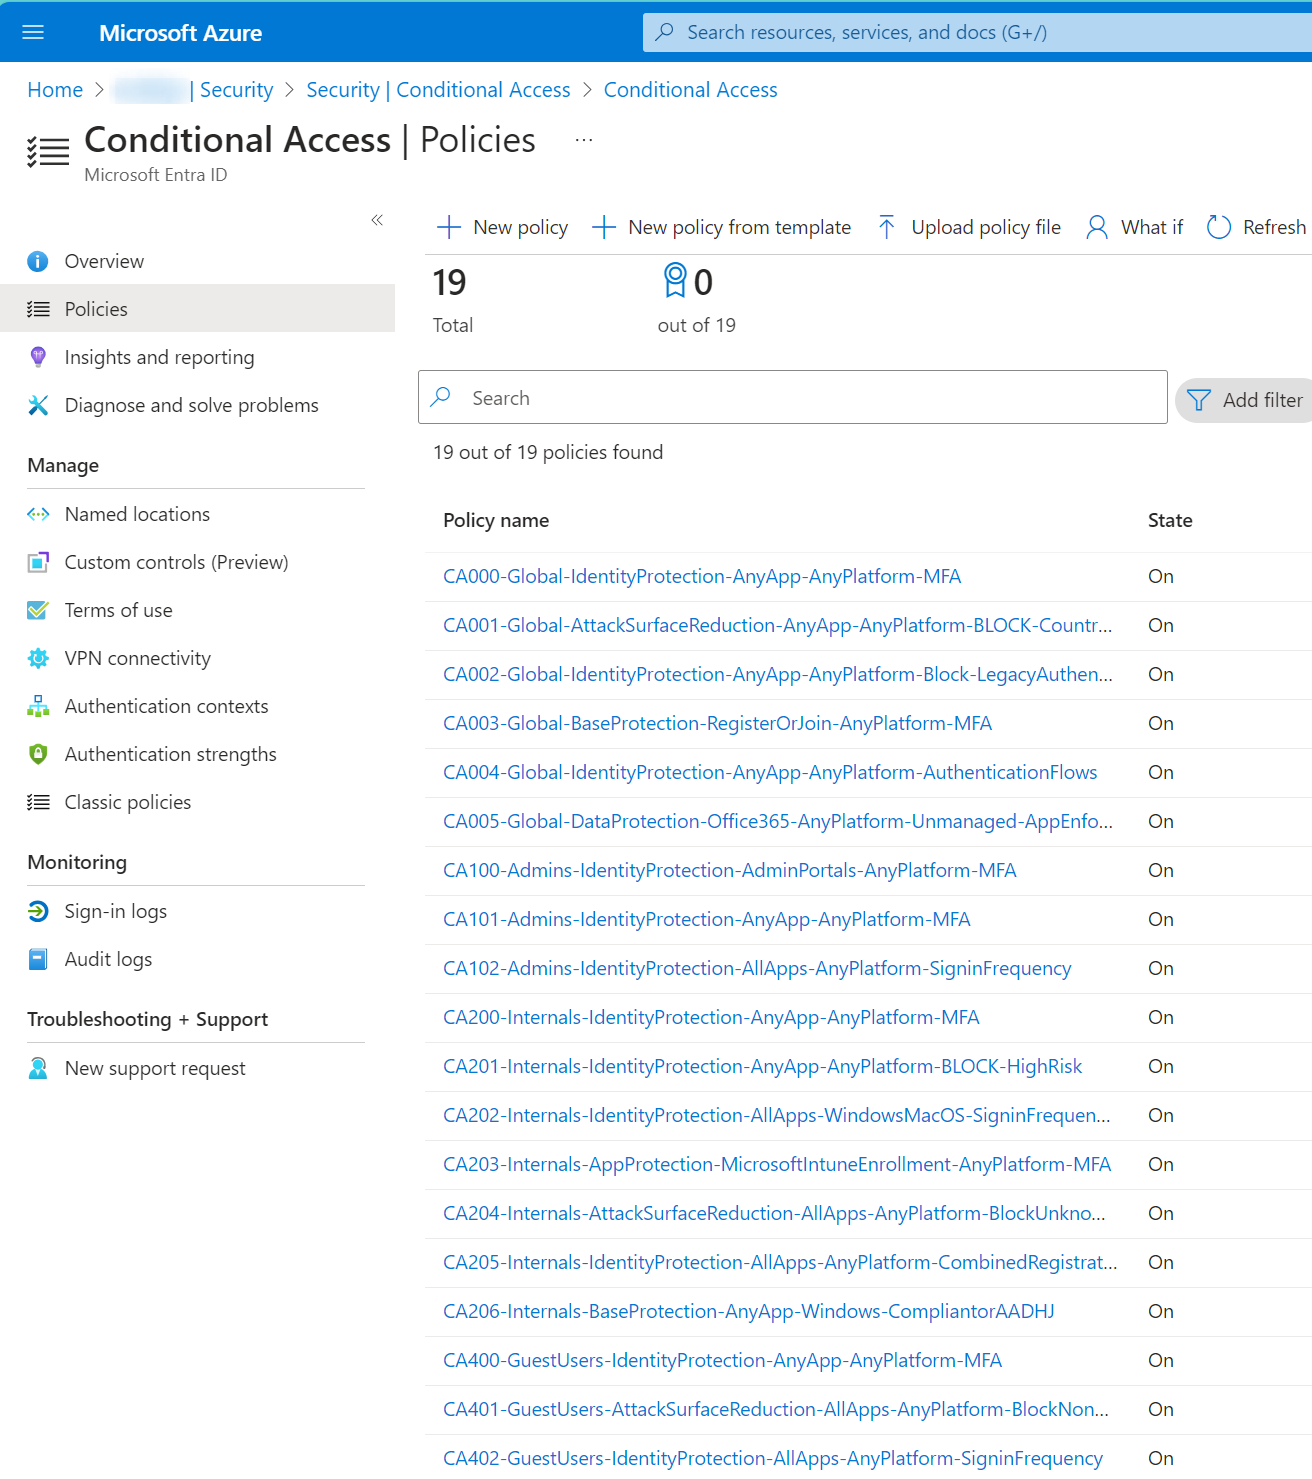 Microsoft Azure
Search resources, services, and docs (G+/)
Home > | Security > Security | Conditional Access > Conditional Access
Conditional Access | Policies ...
Microsoft Entra ID
«
Overview
Policies
Insights and reporting
Diagnose and solve problems
Manage
Named locations
Custom controls (Preview)
Terms of use
VPN connectivity
Authentication contexts
Authentication strengths
Classic policies
Monitoring
Sign-in logs
Audit logs
Troubleshooting + Support
New support request
New policy New policy from template Upload policy file What if Refresh
19 0
Total out of 19
Search Add filter
19 out of 19 policies found
Policy name State
CA000-Global-IdentityProtection-AnyApp-AnyPlatform-MFA On
CA001-Global-AttackSurfaceReduction-AnyApp-AnyPlatform-BLOCK-Countr... On
CA002-Global-IdentityProtection-AnyApp-AnyPlatform-Block-LegacyAuthen... On
CA003-Global-BaseProtection-RegisterOrJoin-AnyPlatform-MFA On
CA004-Global-IdentityProtection-AnyApp-AnyPlatform-AuthenticationFlows On
CA005-Global-DataProtection-Office365-AnyPlatform-Unmanaged-AppEnfo... On
CA100-Admins-IdentityProtection-AdminPortals-AnyPlatform-MFA On
CA101-Admins-IdentityProtection-AnyApp-AnyPlatform-MFA On
CA102-Admins-IdentityProtection-AllApps-AnyPlatform-SigninFrequency On
CA200-Internals-IdentityProtection-AnyApp-AnyPlatform-MFA On
CA201-Internals-IdentityProtection-AnyApp-AnyPlatform-BLOCK-HighRisk On
CA202-Internals-IdentityProtection-AllApps-WindowsMacOS-SigninFrequen... On
CA203-Internals-AppProtection-MicrosoftIntuneEnrollment-AnyPlatform-MFA On
CA204-Internals-AttackSurfaceReduction-AllApps-AnyPlatform-BlockUnkno... On
CA205-Internals-IdentityProtection-AllApps-AnyPlatform-CombinedRegistrat... On
CA206-Internals-BaseProtection-AnyApp-Windows-CompliantorAADHJ On
CA400-GuestUsers-IdentityProtection-AnyApp-AnyPlatform-MFA On
CA401-GuestUsers-AttackSurfaceReduction-AllApps-AnyPlatform-BlockNon... On
CA402-GuestUsers-IdentityProtection-AllApps-AnyPlatform-SigninFrequency On